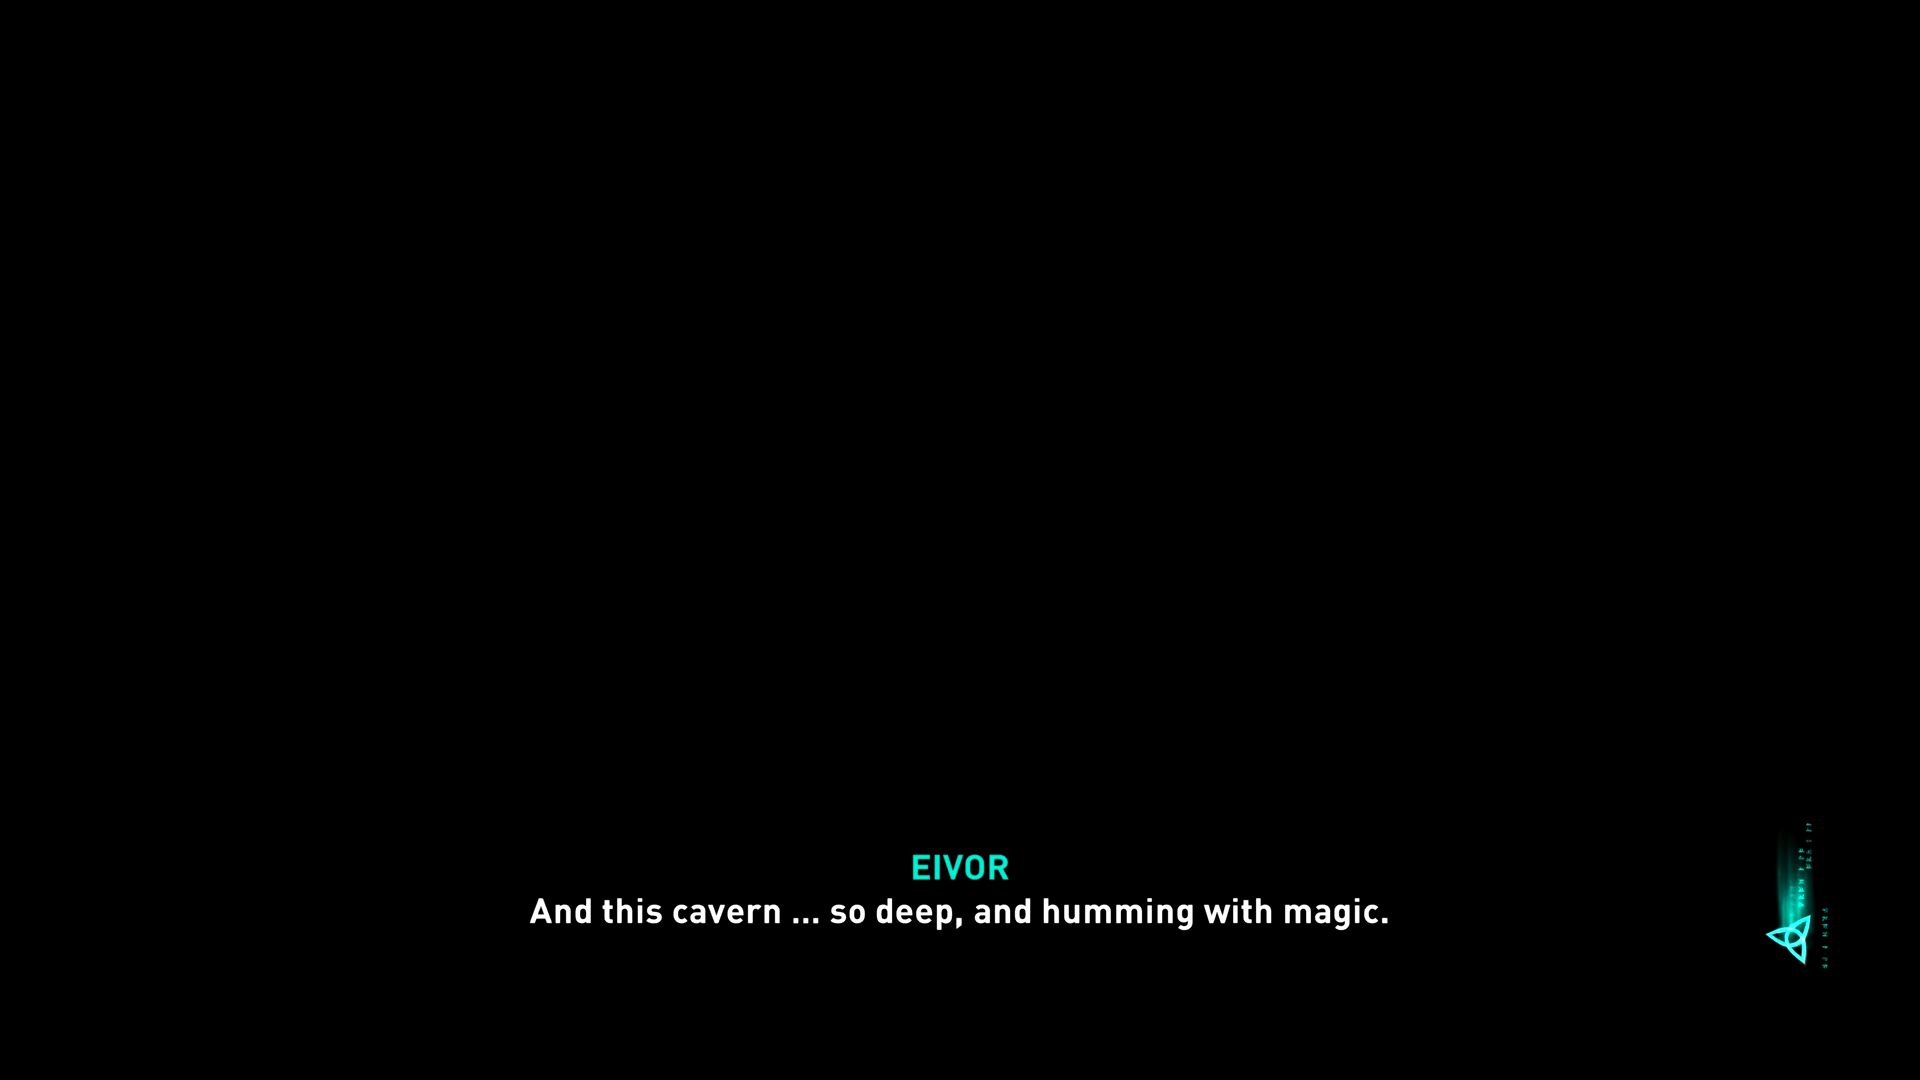 EIVOR
And this cavern ... so deep, and humming with magic.